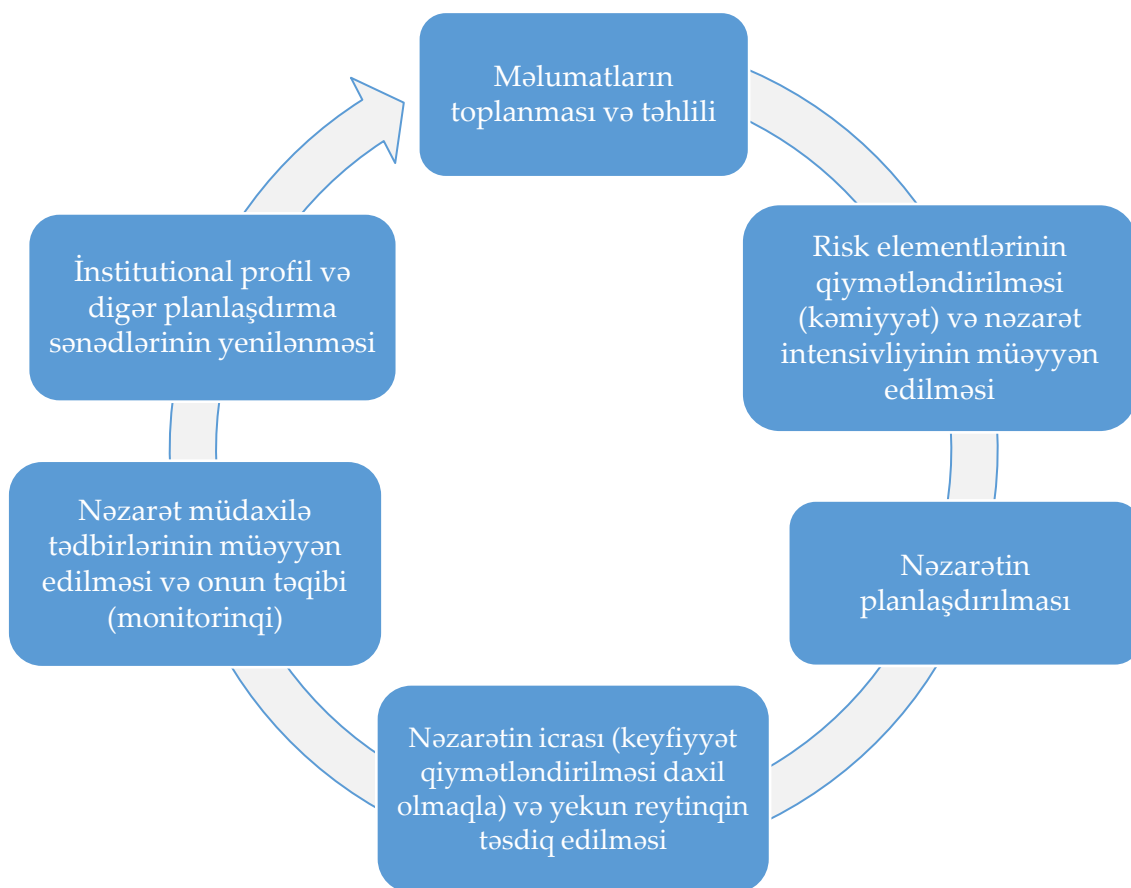 Məlumatların
toplanması və təhlili
Risk elementlərinin
qiymətləndirilməsi
(kəmiyyət) və nəzarət
intensivliyinin müəyyən
edilməsi
Nəzarətin
planlaşdırılması
Nəzarətin icrası (keyfiyyət
qiymətləndirilməsi daxil
olmaqla) və yekun reytinqin
təsdiq edilməsi
Nəzarət müdaxilə
tədbirlərinin müəyyən
edilməsi və onun təqibi
(monitorinqi)
İnstitutional profil və
digər planlaşdırma
sənədlərinin yenilənməsi